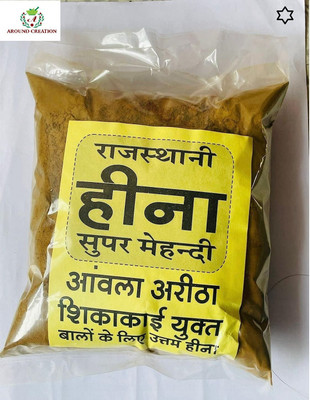 AROUND CREATION
राजस्थानी
हीना
सुपर मेहन्दी
आंवला अरीठा
शिकाकाई युक्त
बालों के लिए उत्तम हीना